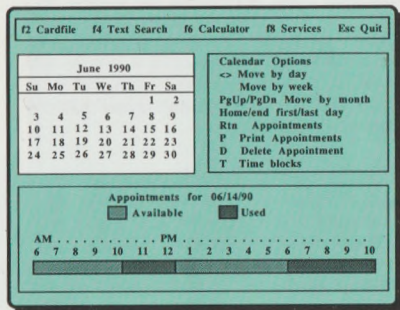 f2 Cardfile f4 Text Search f6 Calculator f8 Services Esc Quit
June 1990
Su Mo Tu We Th Fr Sa
1 2
3 4 5 6 7 8 9
10 11 12 13 14 15 16
17 18 19 20 21 22 23
24 25 26 27 28 29 30
Calendar Options
<> Move by day
Move by week
PgUp/PgDn Move by month
Home/end first/last day
Rtn Appointments
P Print Appointments
D Delete Appointment
T Time blocks
Appointments for 06/14/90
Available Used
AM . . . . . . . . . . . . PM . . . . . . . . . . . . . . . . . . . . . . .
6 7 8 9 10 11 12 1 2 3 4 5 6 7 8 9 10